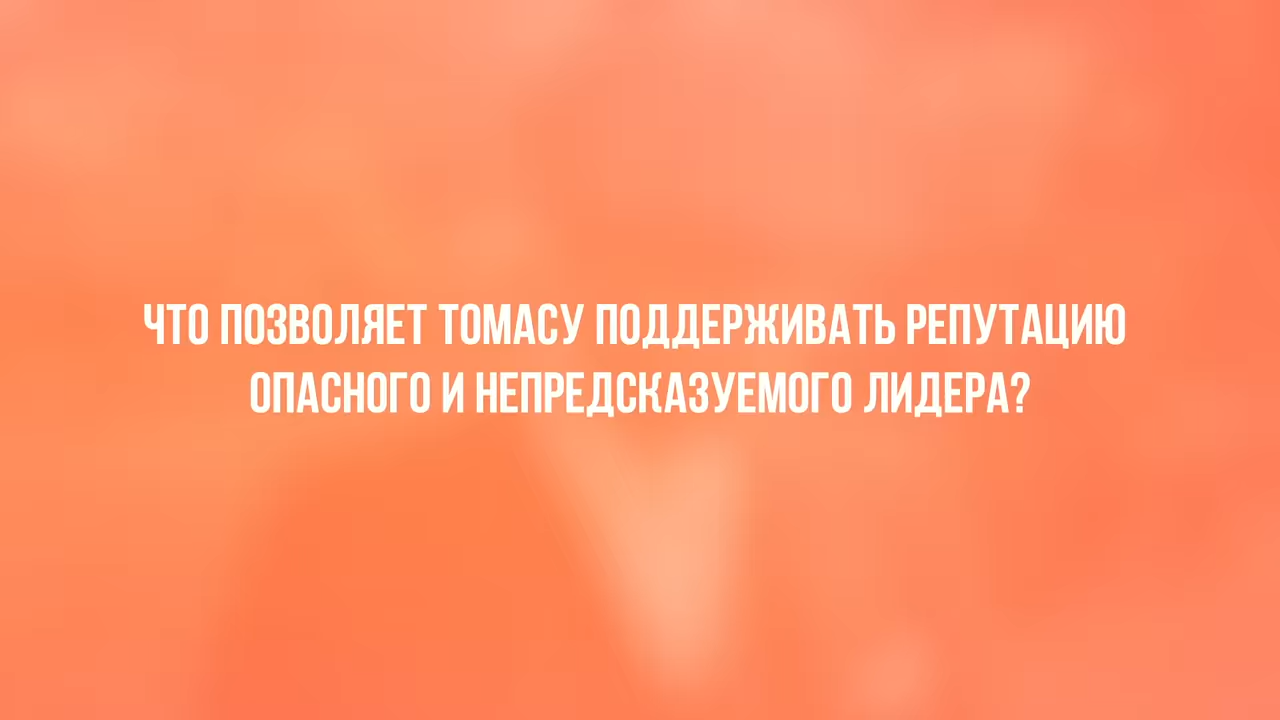 ЧТО ПОЗВОЛЯЕТ ТОМАСУ ПОДДЕРЖИВАТЬ РЕПУТАЦИЮ
ОПАСНОГО И НЕПРЕДСКАЗУЕМОГО ЛИДЕРА?